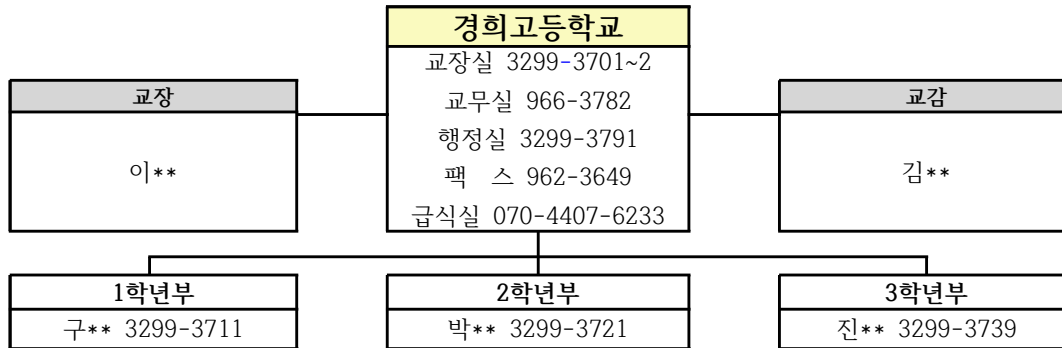 경희고등학교
교장실 3299-3701~2
교무실 966-3782
행정실 3299-3791
팩 스 962-3649
급식실 070-4407-6233
교장
이**
교감
김**
1학년부
구** 3299-3711
2학년부
박** 3299-3721
3학년부
진** 3299-3739